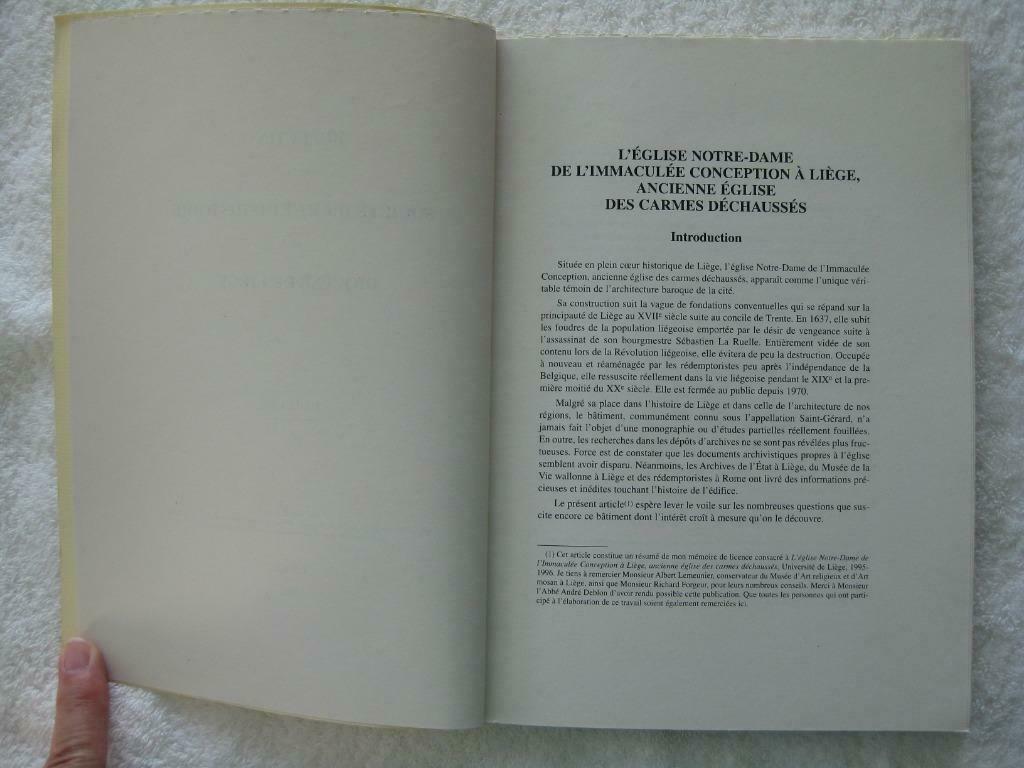 L'ÉGLISE NOTRE-DAME
DE L'IMMACULÉE CONCEPTION À LIÈGE,
ANCIENNE ÉGLISE
DES CARMES DÉCHAUSSÉS
Introduction
Située en plein cœur historique de Liège, l'église Notre-Dame de l'Immaculée
Conception, ancienne église des carmes déchaussés, apparaît comme l'unique véri-
table témoin de l'architecture baroque de la cité.
Sa construction suit la vague de fondations conventuelles qui se répand sur la
principauté de Liège au XVIIe siècle suite au concile de Trente. En 1637, elle subit
les foudres de la population liégeoise emportée par le désir de vengeance suite à
l'assassinat de son bourgmestre Sébastien La Ruelle. Entièrement vidée de son
contenu lors de la Révolution liégeoise, elle évitera de peu la destruction. Occupée
à nouveau et réaménagée par les rédemptoristes peu après l'indépendance de la
Belgique, elle ressuscite réellement dans la vie liégeoise pendant le XIXe et la pre-
mière moitié du XXe siècle. Elle est fermée au public depuis 1970.
Malgré sa place dans l'histoire de Liège et dans celle de l'architecture de nos
régions, le bâtiment, communément connu sous l'appellation Saint-Gérard, n'a
jamais fait l'objet d'une monographie ou d'études partielles réellement fouillées.
En outre, les recherches dans les dépôts d'archives ne se sont pas révélées plus fruc-
tueuses. Force est de constater que les documents archivistiques propres à l'église
semblent avoir disparu. Néanmoins, les Archives de l'État à Liège, du Musée de la
Vie wallonne à Liège et des rédemptoristes à Rome ont livré des informations pré-
cieuses et inédites touchant l'histoire de l'édifice.
Le présent article(1) espère lever le voile sur les nombreuses questions que sus-
cite encore ce bâtiment dont l'intérêt croît à mesure qu'on le découvre.
(1) Cet article constitue un résumé de mon mémoire de licence consacré à L'église Notre-Dame de
l'Immaculée Conception à Liège, ancienne église des carmes déchaussés, Université de Liège, 1995-
1996. Je tiens à remercier Monsieur Albert Lemeunier, conservateur du Musée d'Art religieux et d'Art
mosan à Liège, ainsi que Monsieur Richard Forgeur, pour leurs nombreux conseils. Merci à Monsieur
l'Abbé André Deblon d'avoir rendu possible cette publication. Que toutes les personnes qui ont parti-
cipé à l'élaboration de ce travail soient également remerciées ici.